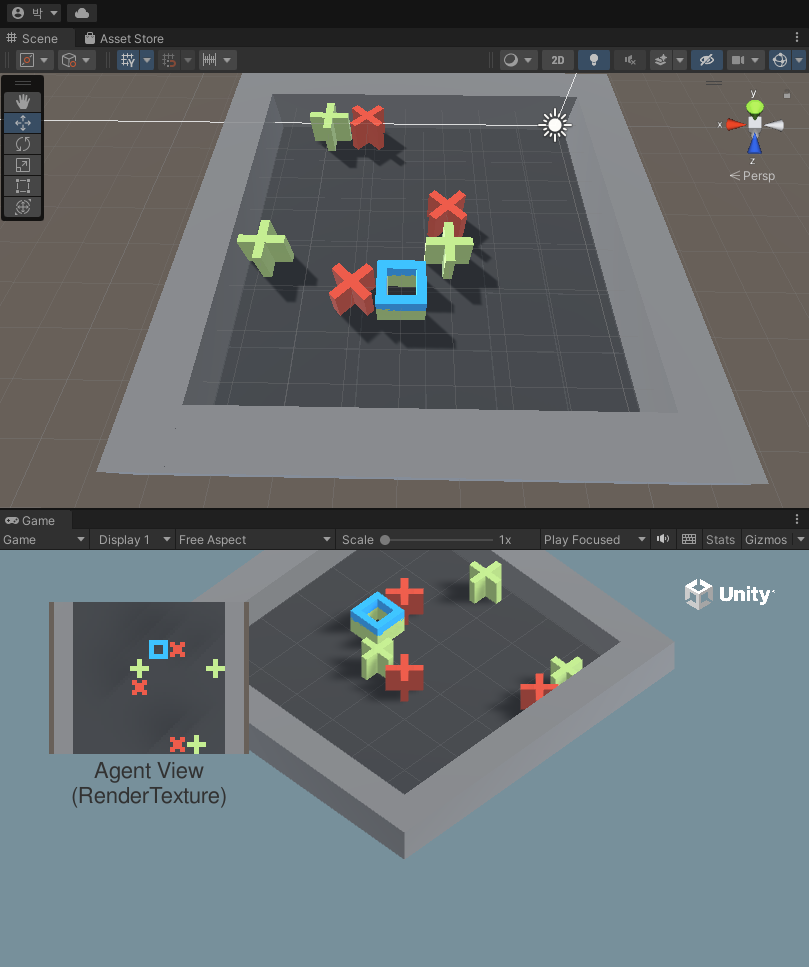 박
Scene
Asset Store
2D
y
x
z
Persp
Game
Game
Display 1
Free Aspect
Scale
1x
Play Focused
Stats
Gizmos
Unity
Agent View
(RenderTexture)